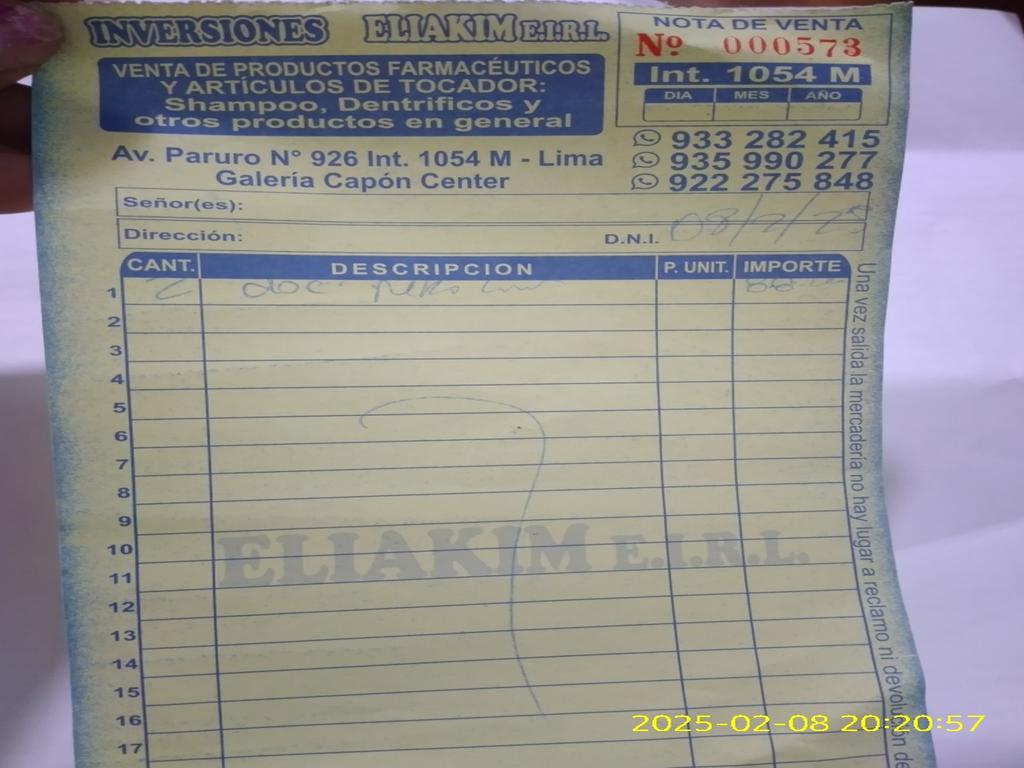 INVERSIONES ELIAKIM E.I.R.L.
VENTA DE PRODUCTOS FARMACÉUTICOS
Y ARTÍCULOS DE TOCADOR:
Shampoo, Dentrificos y
otros productos en general
Av. Paruro N° 926 Int. 1054 M - Lima
Galería Capón Center
NOTA DE VENTA
Nº 000573
Int. 1054 M
DIA MES AÑO
933 282 415
935 990 277
922 275 848
Señor(es):
08/2/25
Dirección: D.N.I.
CANT. DESCRIPCION P. UNIT. IMPORTE
1 2 doc.
2
3
4
5
6
7
8
9
10
11
12
13
14
15
16
17
ELIAKIM E.I.R.L.
Una vez salida la mercadería no hay lugar a reclamo ni devolución de
2025-02-08 20:20:57